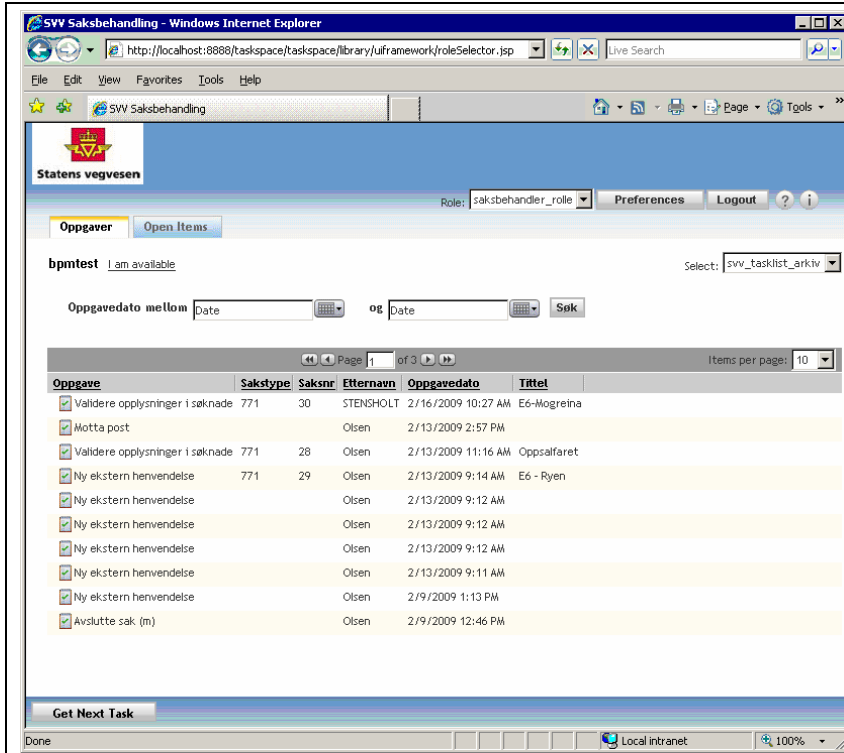 SVV Saksbehandling - Windows Internet Explorer
http://localhost:8888/taskspace/taskspace/library/uiframework/roleSelector.jsp Live Search
File Edit View Favorites Tools Help
SVV Saksbehandling Page Tools »
Statens vegvesen
Role: saksbehandler_rolle Preferences Logout ? i
Oppgaver Open Items
bpmtest I am available Select: svv_tasklist_arkiv
Oppgavedato mellom Date og Date Søk
Page 1 of 3 Items per page: 10
Oppgave Sakstype Saksnr Etternavn Oppgavedato Tittel
Validere opplysninger i søknade 771 30 STENSHOLT 2/16/2009 10:27 AM E6-Mogreina
Motta post Olsen 2/13/2009 2:57 PM
Validere opplysninger i søknade 771 28 Olsen 2/13/2009 11:16 AM Oppsalfaret
Ny ekstern henvendelse 771 29 Olsen 2/13/2009 9:14 AM E6 - Ryen
Ny ekstern henvendelse Olsen 2/13/2009 9:12 AM
Ny ekstern henvendelse Olsen 2/13/2009 9:12 AM
Ny ekstern henvendelse Olsen 2/13/2009 9:12 AM
Ny ekstern henvendelse Olsen 2/13/2009 9:11 AM
Ny ekstern henvendelse Olsen 2/9/2009 1:13 PM
Avslutte sak (m) Olsen 2/9/2009 12:46 PM
Get Next Task
Done Local intranet 100%